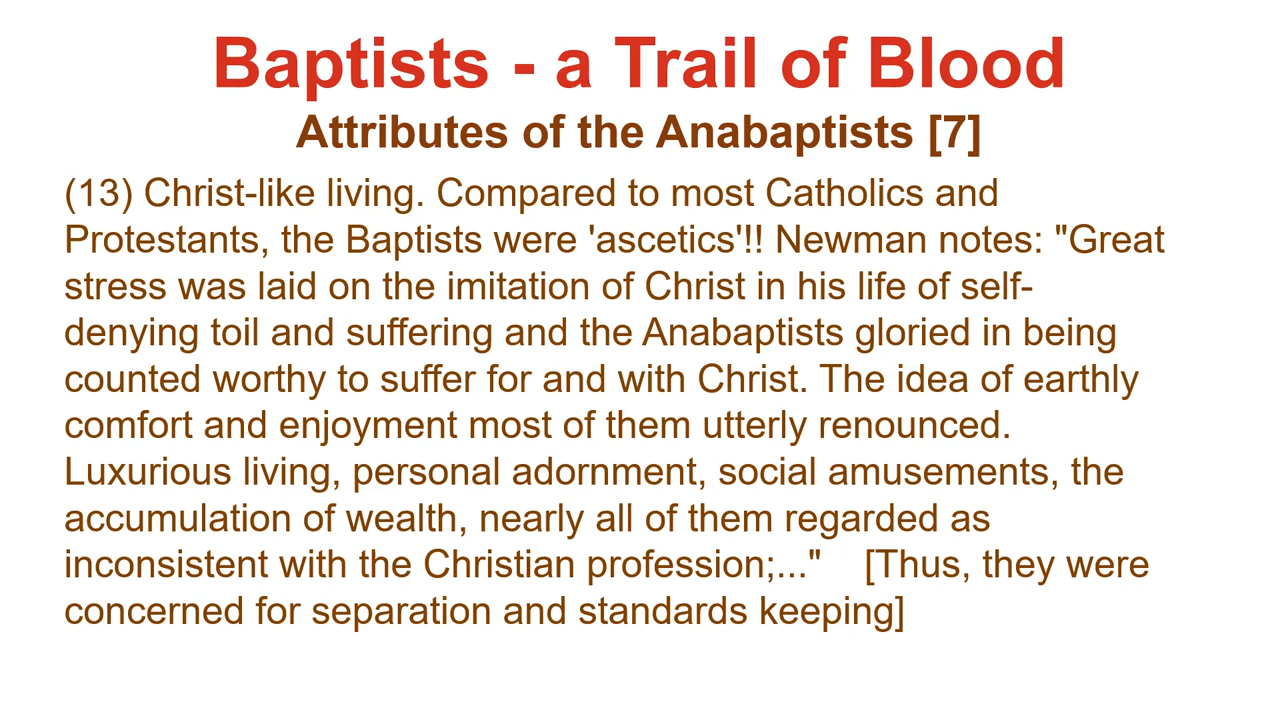 Baptists - a Trail of Blood
Attributes of the Anabaptists [7]
(13) Christ-like living. Compared to most Catholics and
Protestants, the Baptists were 'ascetics'!! Newman notes: "Great
stress was laid on the imitation of Christ in his life of self-
denying toil and suffering and the Anabaptists gloried in being
counted worthy to suffer for and with Christ. The idea of earthly
comfort and enjoyment most of them utterly renounced.
Luxurious living, personal adornment, social amusements, the
accumulation of wealth, nearly all of them regarded as
inconsistent with the Christian profession;..."    [Thus, they were
concerned for separation and standards keeping]